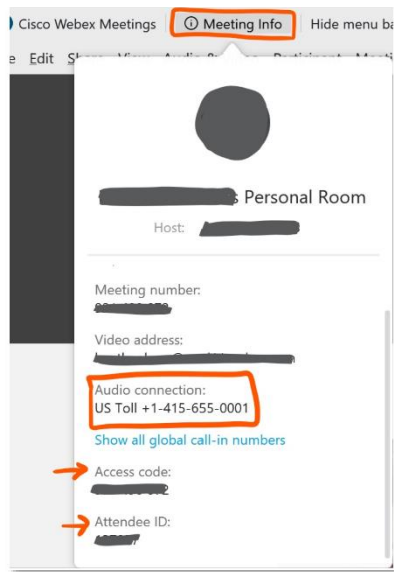 Cisco Webex Meetings Meeting Info Hide menu
Edit
Personal Room
Host:
Meeting number:
Video address:
Audio connection:
US Toll +1-415-655-0001
Show all global call-in numbers
Access code:
Attendee ID: